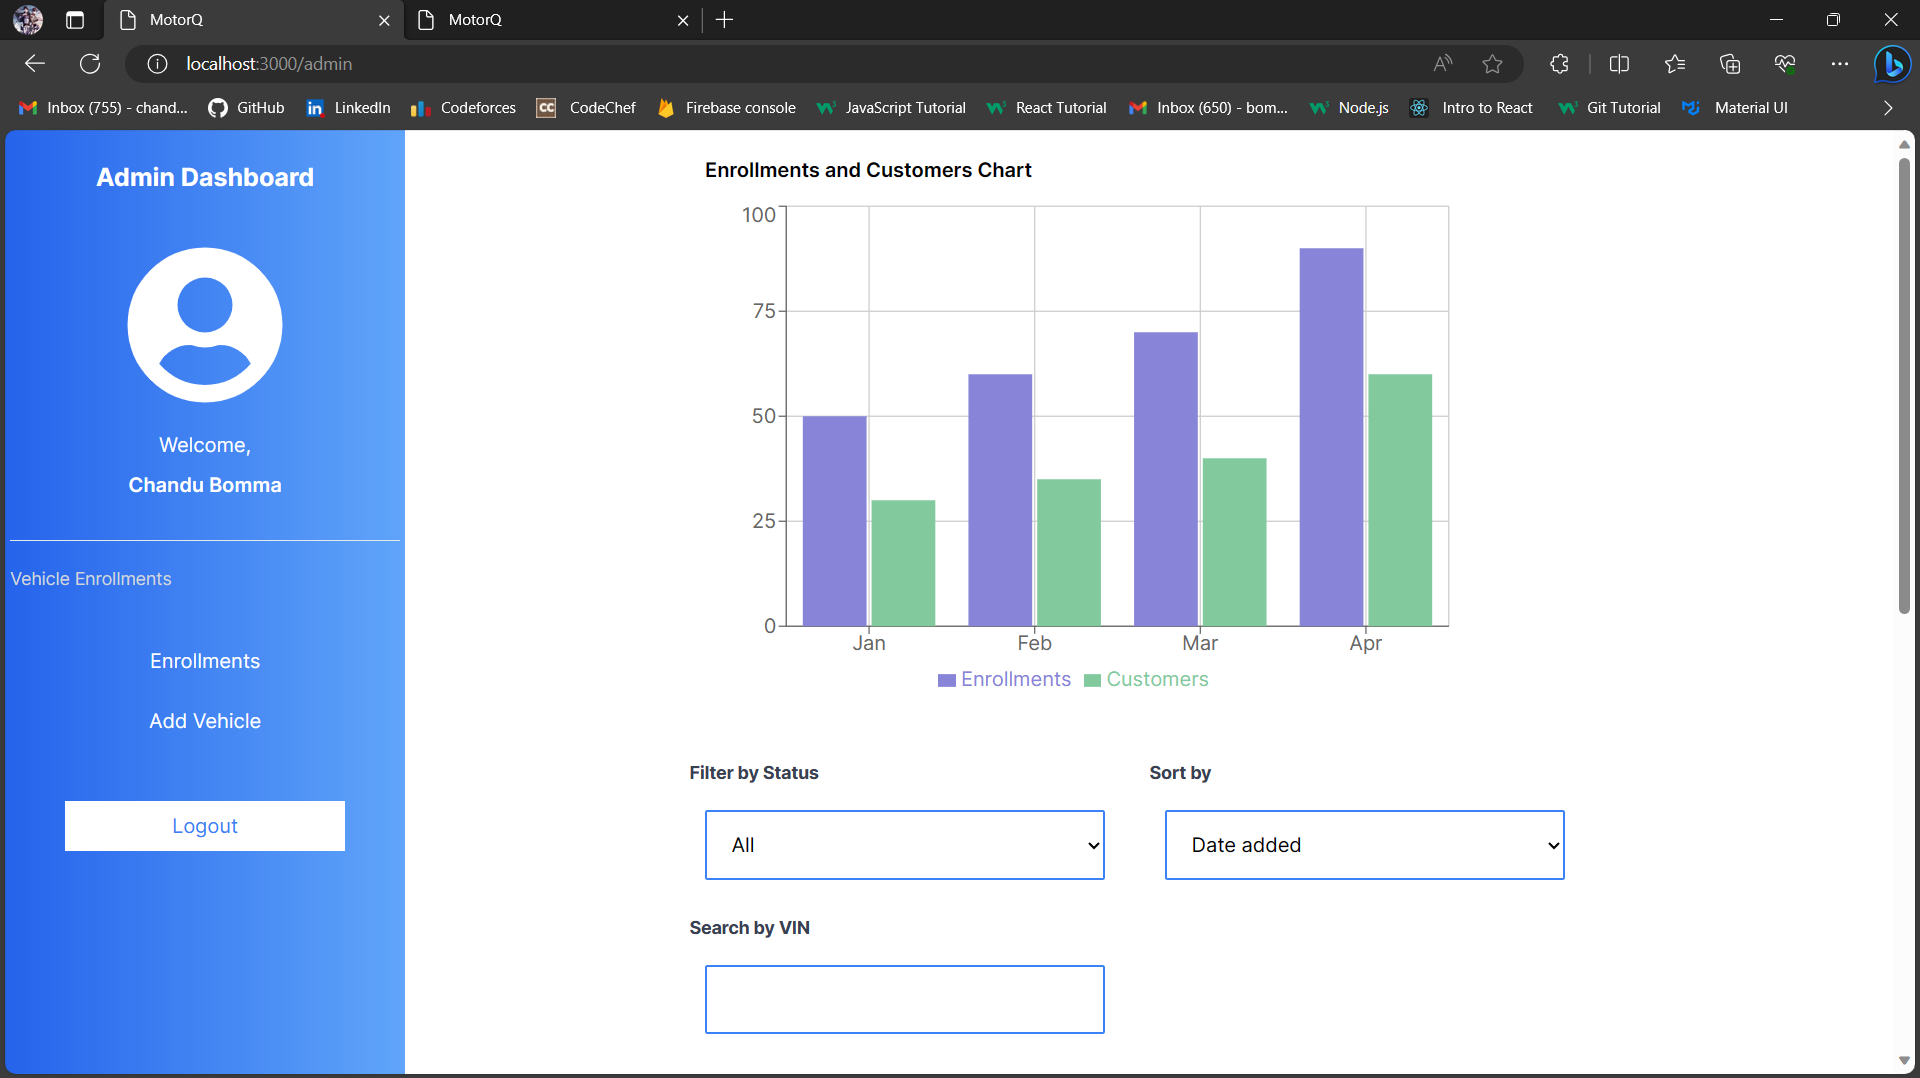 MotorQ
MotorQ
localhost:3000/admin
Inbox (755) - chand...
GitHub
LinkedIn
Codeforces
CodeChef
Firebase console
JavaScript Tutorial
React Tutorial
Inbox (650) - bom...
Node.js
Intro to React
Git Tutorial
Material UI
Admin Dashboard
Welcome,
Chandu Bomma
Vehicle Enrollments
Enrollments
Add Vehicle
Logout
Enrollments and Customers Chart
100
75
50
25
0
Jan Feb Mar Apr
Enrollments Customers
Filter by Status
Sort by
All
Date added
Search by VIN